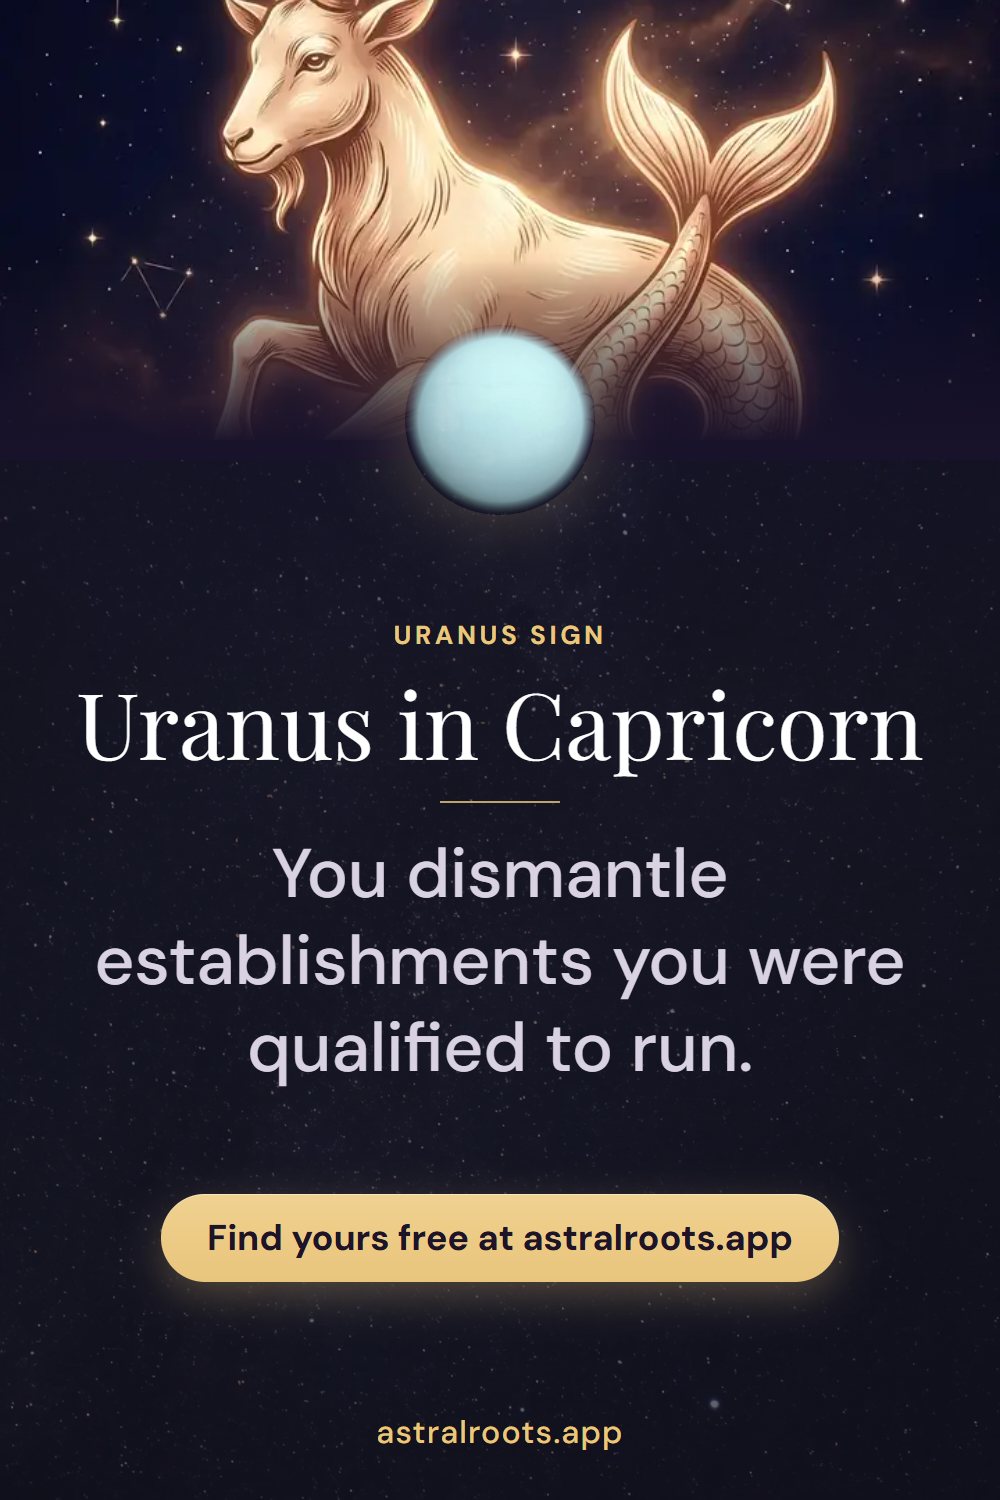 URANUS SIGN
Uranus in Capricorn
You dismantle
establishments you were
qualified to run.
Find yours free at astralroots.app
astralroots.app